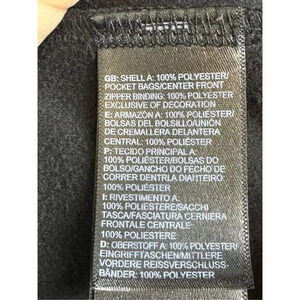 GB: SHELL A: 100% POLYESTER/
POCKET BAGS/CENTER FRONT
ZIPPER BINDING: 100% POLYESTER
EXCLUSIVE OF DECORATION
E: ARMAZÓN A: 100% POLIÉSTER/
BOLSAS DEL BOLSILLO/UNIÓN
DE CREMALLERA DELANTERA
CENTRAL: 100% POLIÉSTER
P: TECIDO PRINCIPAL A:
100% POLIÉSTER/BOLSAS DO
BOLSO/GANCHO DO FECHO DE
CORRER DENTRLA DIANTEIRO:
100% POLIÉSTER
I: RIVESTIMENTO A:
100% POLIESTERE/SACCHI
TASCA/FASCIATURA CERNIERA
FRONTALE CENTRALE:
100% POLIESTERE
D: OBERSTOFF A: 100% POLYESTER/
EINGRIFFTASCHEN/MITTLERE
VORDERE REISSVERSCHLUSS-
BÄNDER: 100% POLYESTER